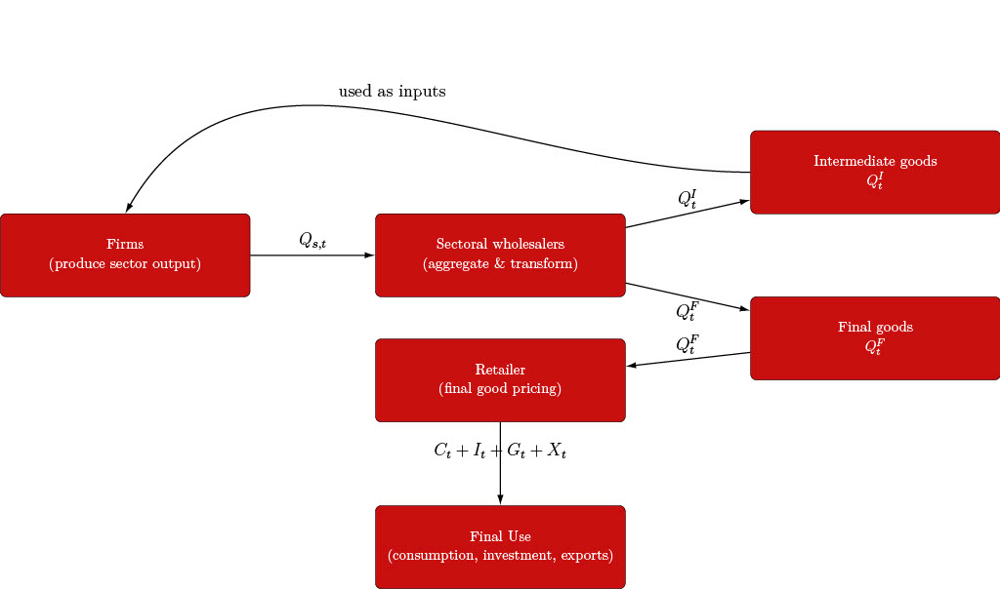 used as inputs
Intermediate goods
Q_t^I
Q_t^I
Firms
(produce sector output)
Q_{s,t}
Sectoral wholesalers
(aggregate & transform)
Q_t^F
Final goods
Q_t^F
Q_t^F
Retailer
(final good pricing)
C_t + I_t + G_t + X_t
Final Use
(consumption, investment, exports)